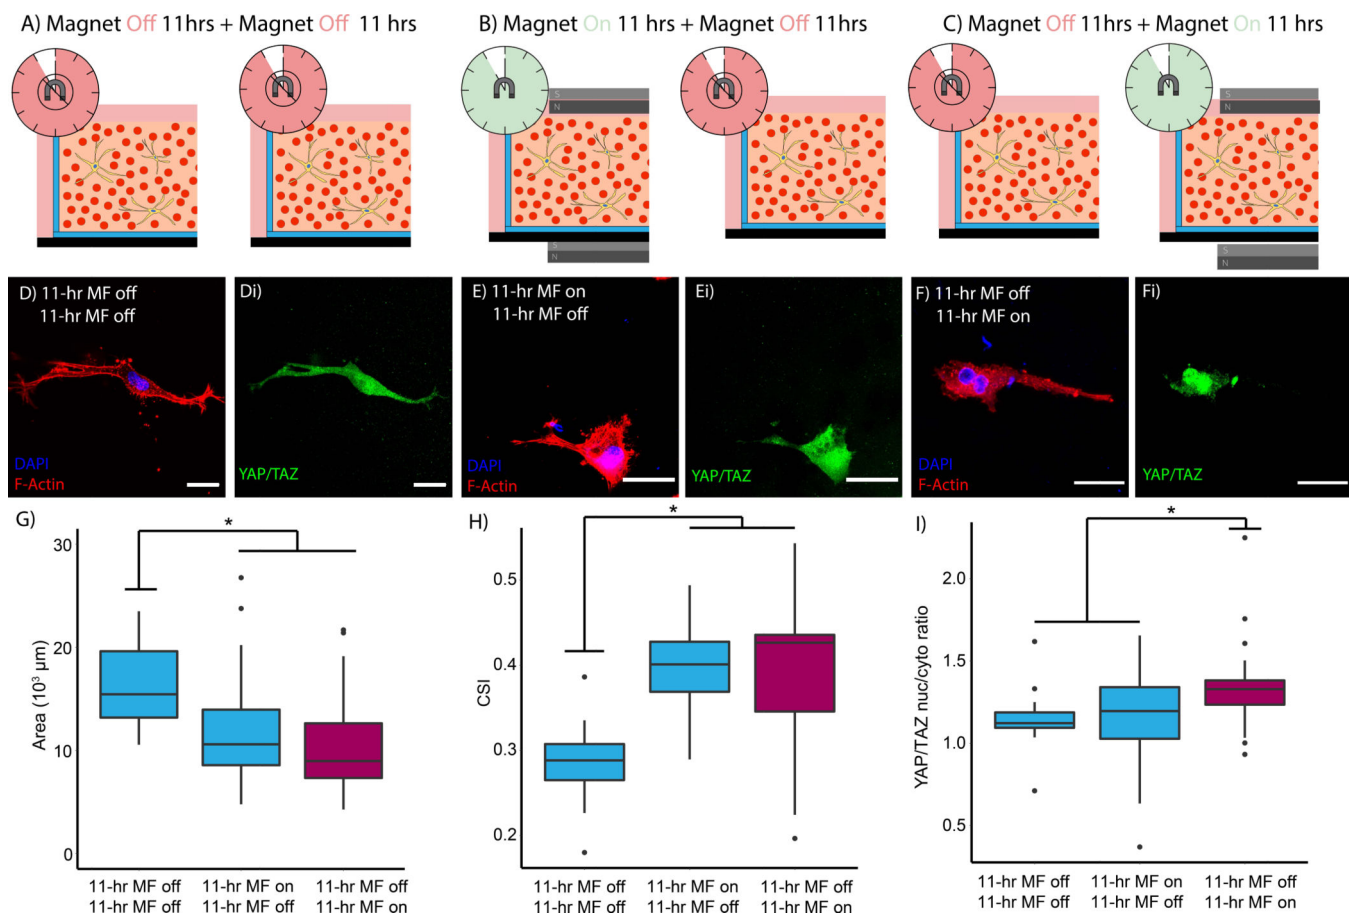 A) Magnet Off 11hrs + Magnet Off 11 hrs
B) Magnet On 11 hrs + Magnet Off 11hrs
C) Magnet Off 11hrs + Magnet On 11 hrs
S
N
S
N
S
N
S
N
D) 11-hr MF off
11-hr MF off
DAPI
F-Actin
Di)
YAP/TAZ
E) 11-hr MF on
11-hr MF off
DAPI
F-Actin
Ei)
YAP/TAZ
F) 11-hr MF off
11-hr MF on
DAPI
F-Actin
Fi)
YAP/TAZ
G)
*
Area (10³ µm)
30
20
10
0
11-hr MF off
11-hr MF off
11-hr MF on
11-hr MF off
11-hr MF off
11-hr MF on
H)
*
CSI
0.5
0.4
0.3
0.2
11-hr MF off
11-hr MF off
11-hr MF on
11-hr MF off
11-hr MF off
11-hr MF on
I)
*
YAP/TAZ nuc/cyto ratio
2.0
1.5
1.0
0.5
11-hr MF off
11-hr MF off
11-hr MF on
11-hr MF off
11-hr MF off
11-hr MF on